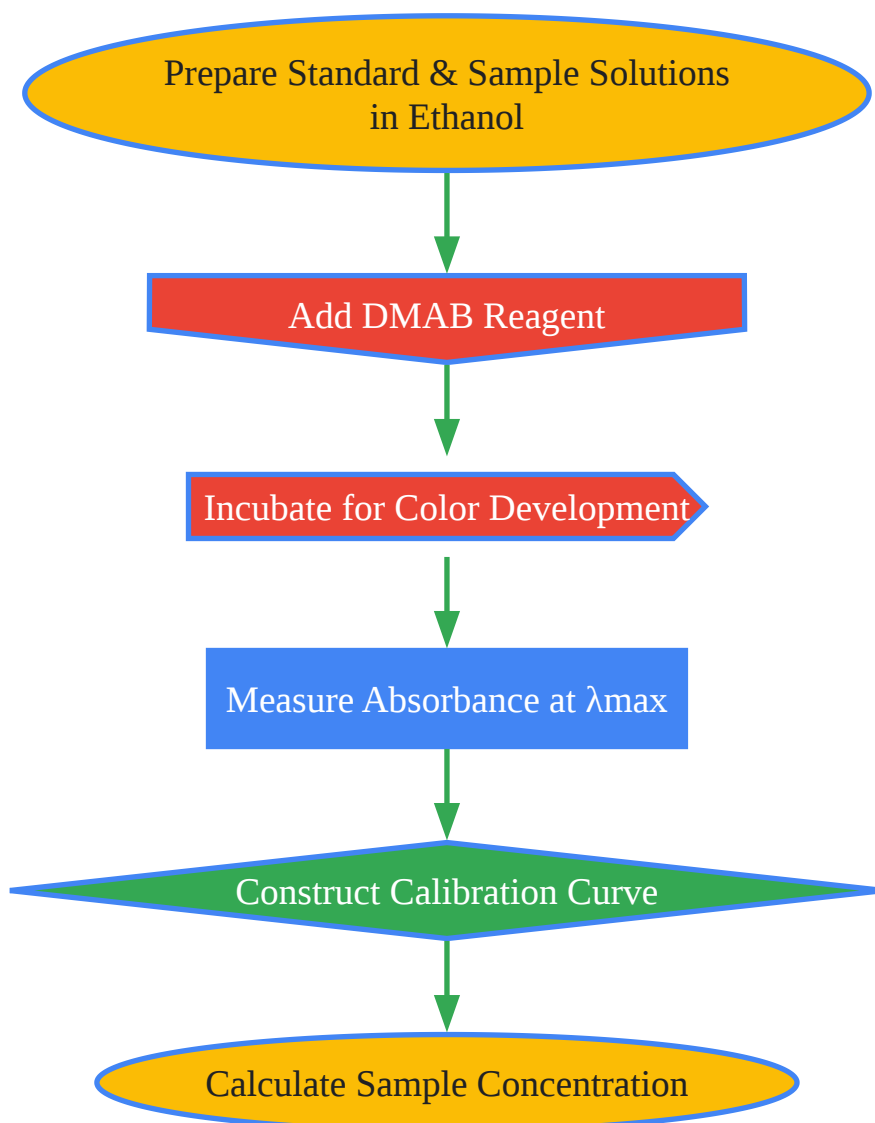 Prepare Standard & Sample Solutions
in Ethanol
Add DMAB Reagent
Incubate for Color Development
Measure Absorbance at λmax
Construct Calibration Curve
Calculate Sample Concentration